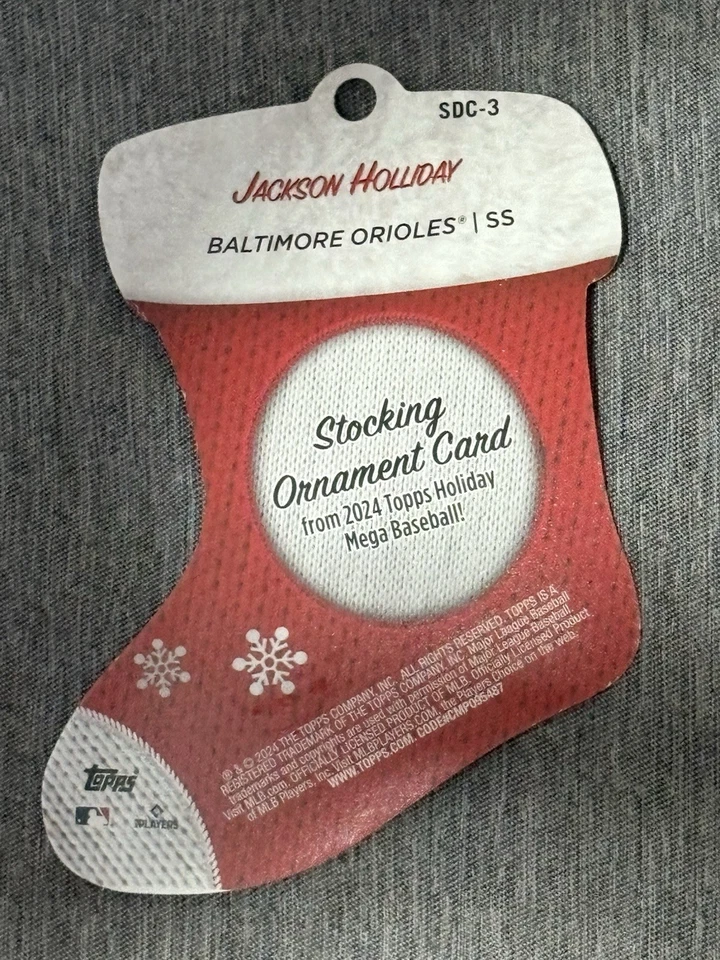 SDC-3
JACKSON HOLLIDAY
BALTIMORE ORIOLES® | SS
Stocking
Ornament Card
from 2024 Topps Holiday
Mega Baseball!
® & © 2024 THE TOPPS COMPANY, INC. ALL RIGHTS RESERVED. TOPPS IS A
REGISTERED TRADEMARK OF THE TOPPS COMPANY, INC. Major League Baseball
trademarks and copyrights are used with permission of Major League Baseball.
Visit MLB.com. OFFICIALLY LICENSED PRODUCT OF MLB. Officially Licensed Product
of MLB Players, Inc. Visit MLBPLAYERS.COM, the Players Choice on the web.
WWW.TOPPS.COM. CODE#CMP095487
TOPPS
PLAYERS